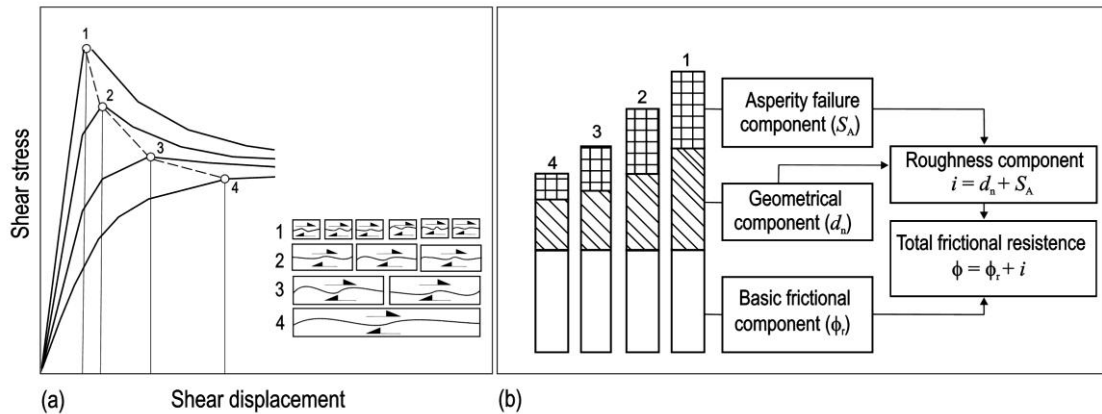 Shear stress
1
2
3
4
1
2
3
4
(a)
Shear displacement
4
3
2
1
Asperity failure
component (S_A)
Geometrical
component (d_n)
Basic frictional
component (ϕ_r)
Roughness component
i = d_n + S_A
Total frictional resistence
ϕ = ϕ_r + i
(b)